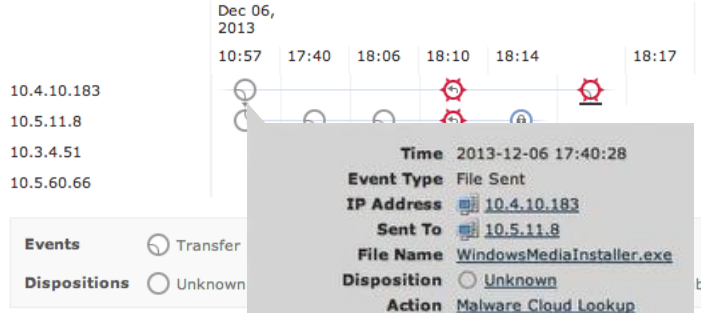 Dec 06,
2013
10:57 17:40 18:06 18:10 18:14 18:17
10.4.10.183
10.5.11.8
10.3.4.51
10.5.60.66
Time 2013-12-06 17:40:28
Event Type File Sent
IP Address 10.4.10.183
Sent To 10.5.11.8
File Name WindowsMediaInstaller.exe
Disposition Unknown
Action Malware Cloud Lookup
Events Transfer
Dispositions Unknown